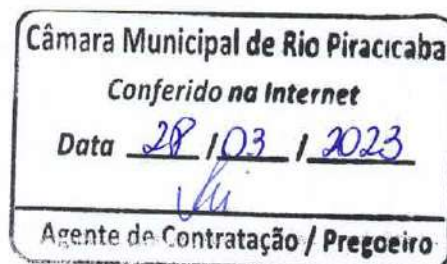 Câmara Municipal de Rio Piracicaba
Conferido na Internet
Data 28 / 03 / 2023
Agente de Contratação / Pregoeiro